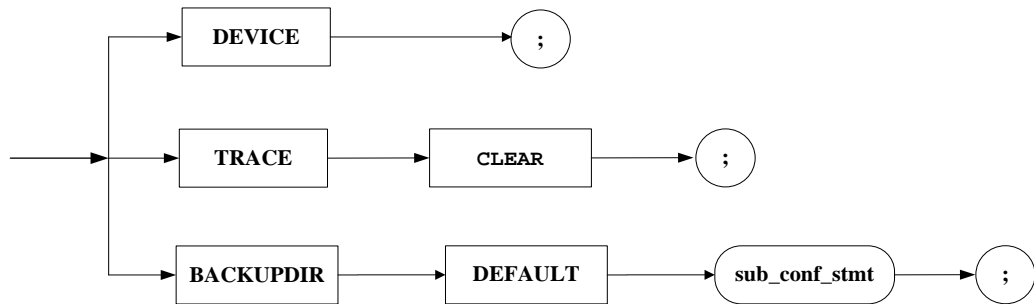 DEVICE ;
TRACE CLEAR ;
BACKUPDIR DEFAULT sub_conf_stmt ;